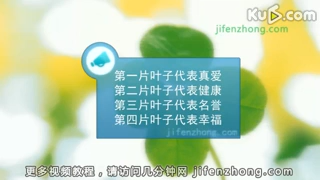 Ku6.com
jifenzhong.com
第一片叶子代表真爱
第二片叶子代表健康
第三片叶子代表名誉
第四片叶子代表幸福
jifenzhong.com
更多视频教程，请访问几分钟网 jifenzhong.com